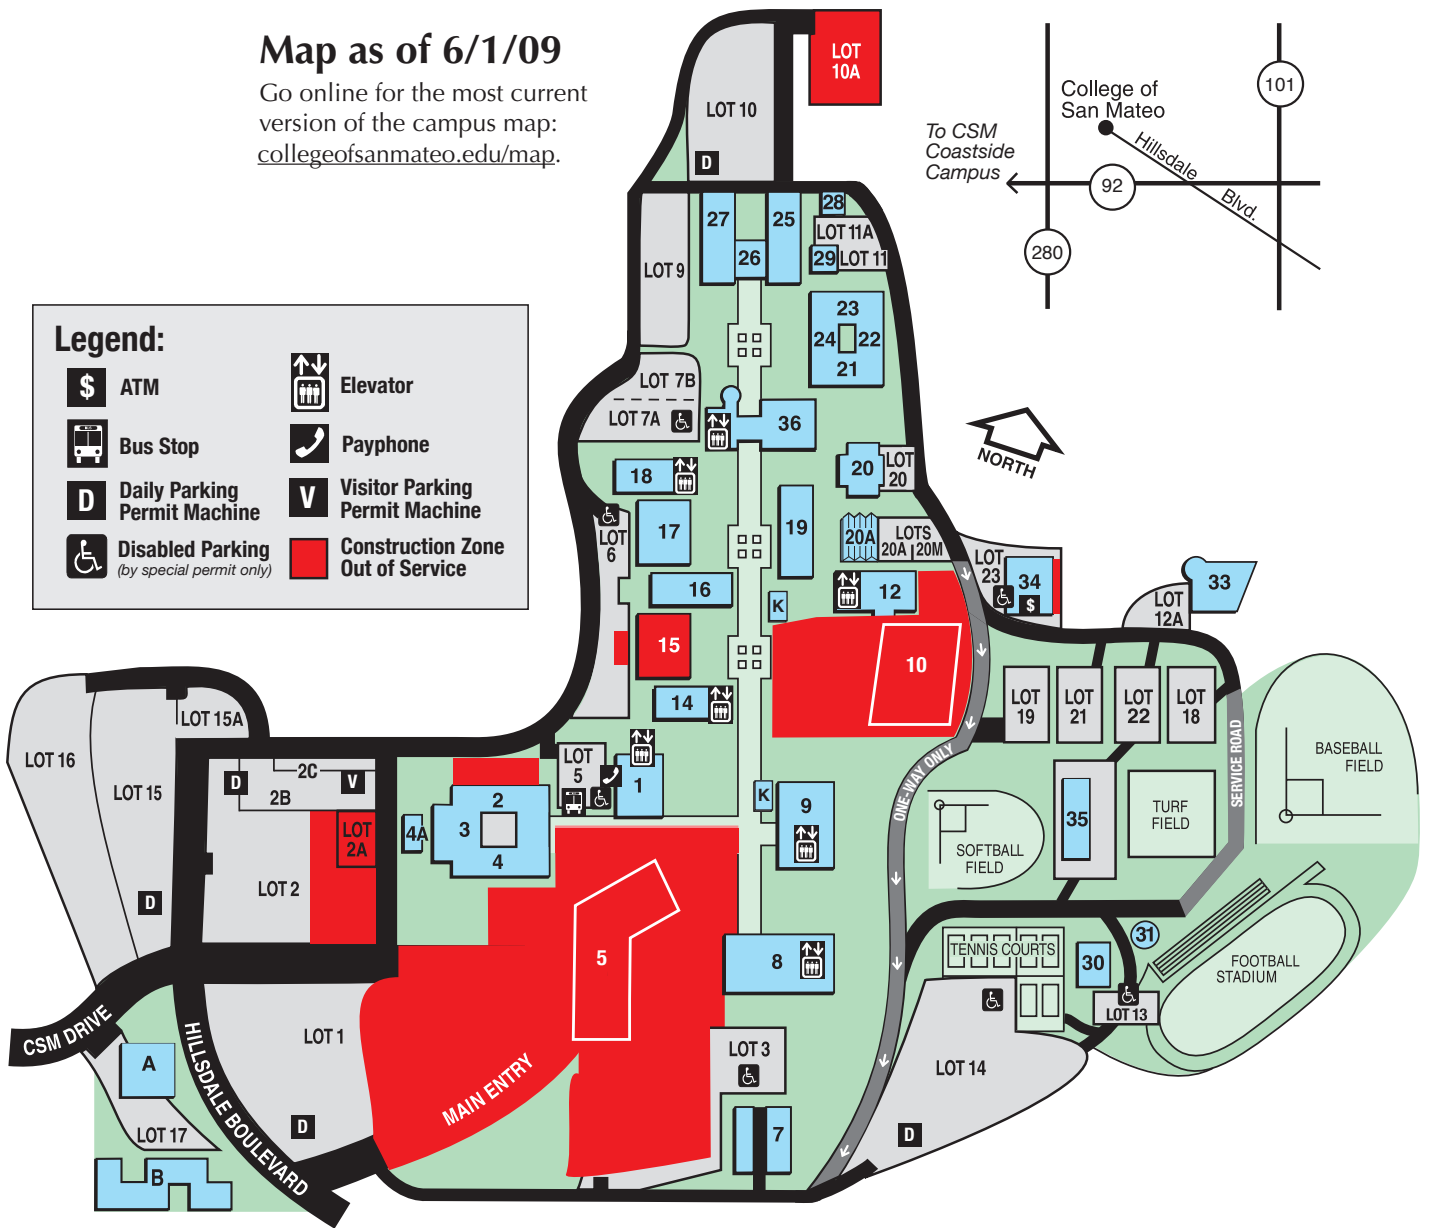 Map as of 6/1/09
Go online for the most current
version of the campus map:
collegeofsanmateo.edu/map.
LOT
10A
LOT 10
D
College of
San Mateo
101
To CSM
Coastside
Campus
Hillsdale
Blvd.
92
280
27
25
28
26
LOT 11A
29
LOT 11
LOT 9
23
24
22
21
Legend:
$
ATM
Elevator
Bus Stop
Payphone
D
Daily Parking
Permit Machine
V
Visitor Parking
Permit Machine
Disabled Parking
(by special permit only)
Construction Zone
Out of Service
LOT 7B
LOT 7A
36
NORTH
18
20
LOT
20
LOT
6
17
19
20A
LOTS
20A
20M
LOT
23
34
$
33
LOT
12A
16
K
12
15
10
14
LOT
19
LOT
21
LOT
22
LOT
18
LOT 15A
LOT 16
LOT 15
D
2C
V
2B
LOT
2A
LOT 2
D
LOT
5
1
2
3
4
4A
K
9
ONE-WAY ONLY
SERVICE ROAD
BASEBALL
FIELD
35
TURF
FIELD
SOFTBALL
FIELD
5
8
TENNIS COURTS
30
31
FOOTBALL
STADIUM
LOT 13
CSM DRIVE
HILLSDALE BOULEVARD
A
LOT 17
B
LOT 1
D
MAIN ENTRY
LOT 3
7
LOT 14
D